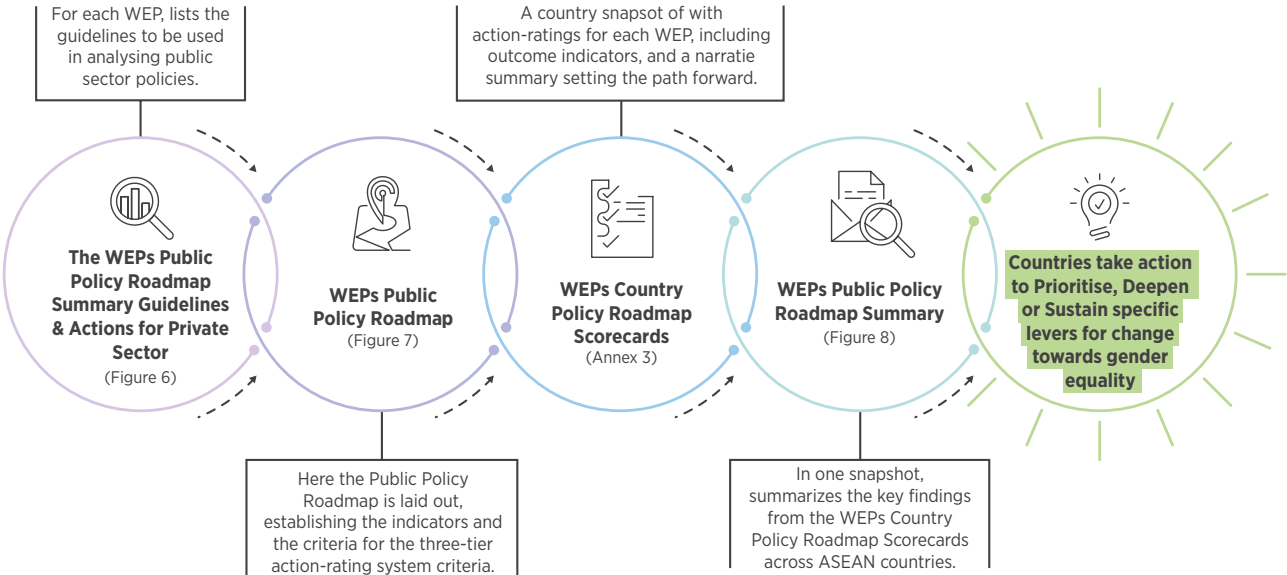 For each WEP, lists the
guidelines to be used
in analysing public
sector policies.
A country snapsot of with
action-ratings for each WEP, including
outcome indicators, and a narratie
summary setting the path forward.
The WEPs Public
Policy Roadmap
Summary Guidelines
& Actions for Private
Sector
(Figure 6)
WEPs Public
Policy Roadmap
(Figure 7)
WEPs Country
Policy Roadmap
Scorecards
(Annex 3)
WEPs Public Policy
Roadmap Summary
(Figure 8)
Countries take action
to Prioritise, Deepen
or Sustain specific
levers for change
towards gender
equality
Here the Public Policy
Roadmap is laid out,
establishing the indicators and
the criteria for the three-tier
action-rating system criteria.
In one snapshot,
summarizes the key findings
from the WEPs Country
Policy Roadmap Scorecards
across ASEAN countries.